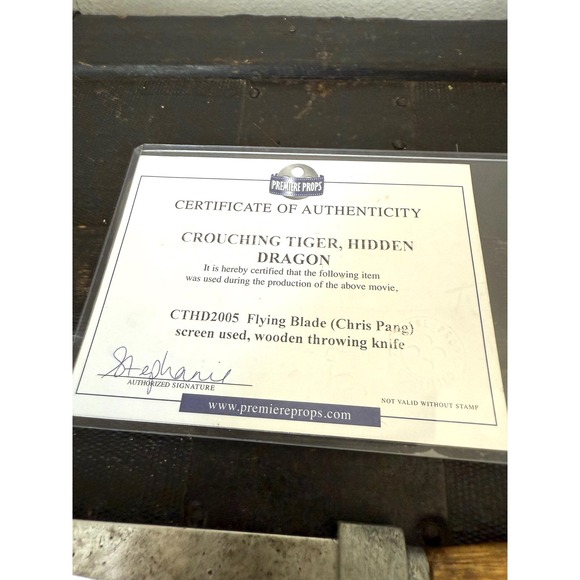 PREMIERE PROPS
CERTIFICATE OF AUTHENTICITY
CROUCHING TIGER, HIDDEN
DRAGON
It is hereby certified that the following item
was used during the production of the above movie,
CTHD2005 Flying Blade (Chris Pang)
screen used, wooden throwing knife
Stephanie
AUTHORIZED SIGNATURE
NOT VALID WITHOUT STAMP
www.premiereprops.com